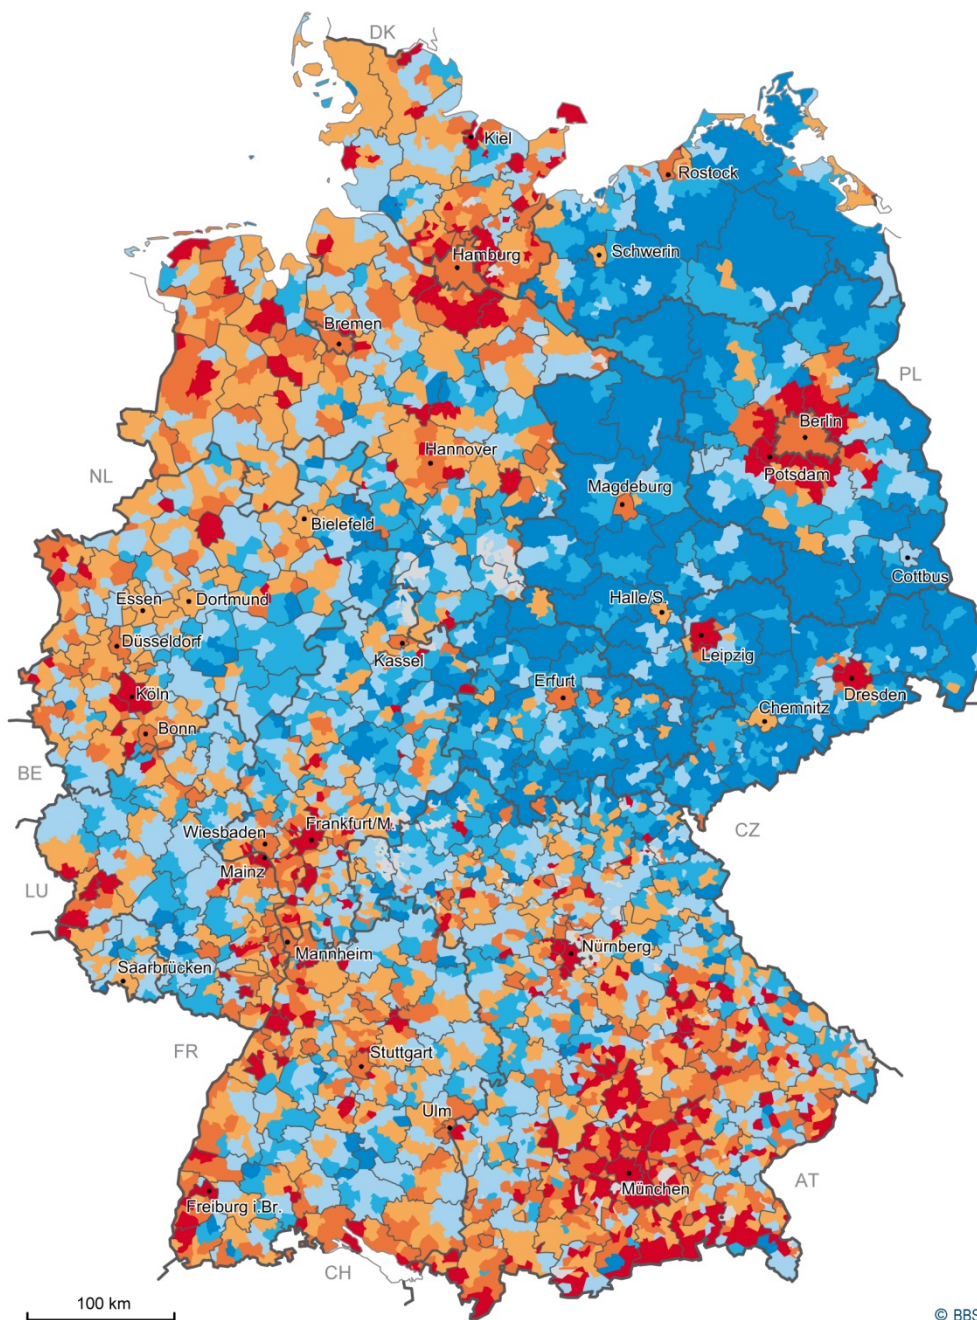 DK
Kiel
Rostock
Hamburg
Schwerin
Bremen
PL
Berlin
Hannover
Potsdam
NL
Magdeburg
Bielefeld
Cottbus
Essen
Dortmund
Halle/S.
Düsseldorf
Kassel
Leipzig
Köln
Erfurt
Dresden
Chemnitz
Bonn
BE
Wiesbaden
Frankfurt/M.
CZ
Mainz
LU
Mannheim
Nürnberg
Saarbrücken
FR
Stuttgart
Ulm
AT
München
Freiburg i.Br.
CH
100 km
© BBS